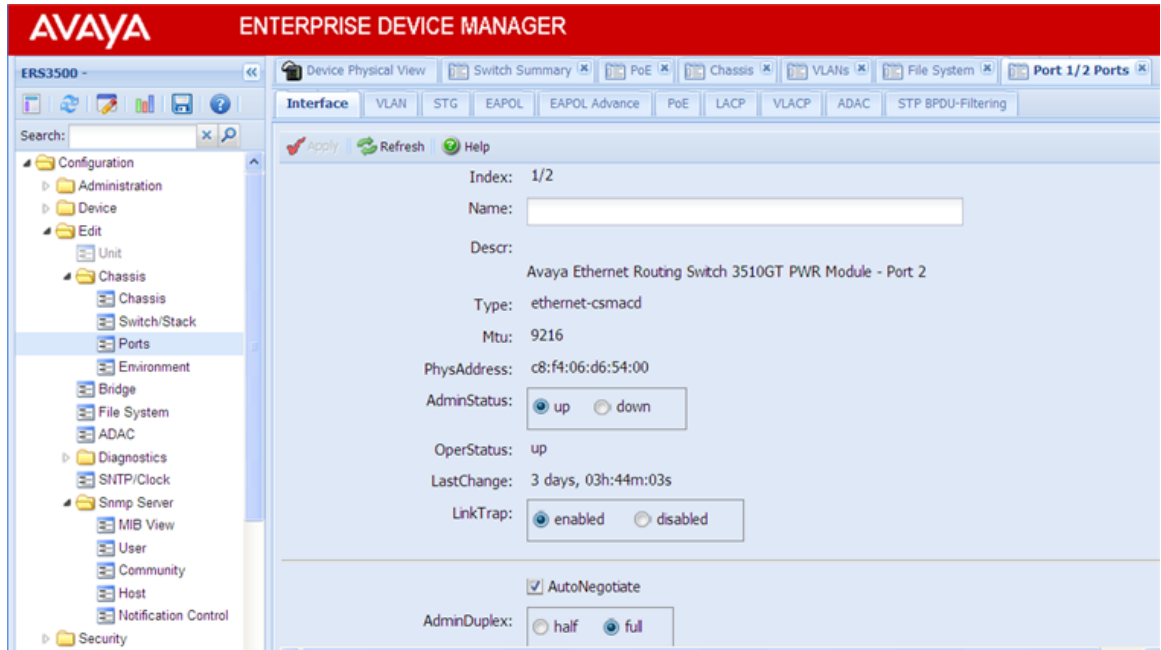 AVAYA ENTERPRISE DEVICE MANAGER
ERS3500 -
Device Physical View Switch Summary PoE Chassis VLANs File System Port 1/2 Ports
Interface VLAN STG EAPOL EAPOL Advance PoE LACP VLACP ADAC STP BPDU-Filtering
Search:
Apply Refresh Help
Configuration
Administration
Device
Edit
Unit
Chassis
Chassis
Switch/Stack
Ports
Environment
Bridge
File System
ADAC
Diagnostics
SNTP/Clock
Snmp Server
MIB View
User
Community
Host
Notification Control
Security
Index: 1/2
Name:
Descr:
Avaya Ethernet Routing Switch 3510GT PWR Module - Port 2
Type: ethernet-csmacd
Mtu: 9216
PhysAddress: c8:f4:06:d6:54:00
AdminStatus: up down
OperStatus: up
LastChange: 3 days, 03h:44m:03s
LinkTrap: enabled disabled
AutoNegotiate
AdminDuplex: half full